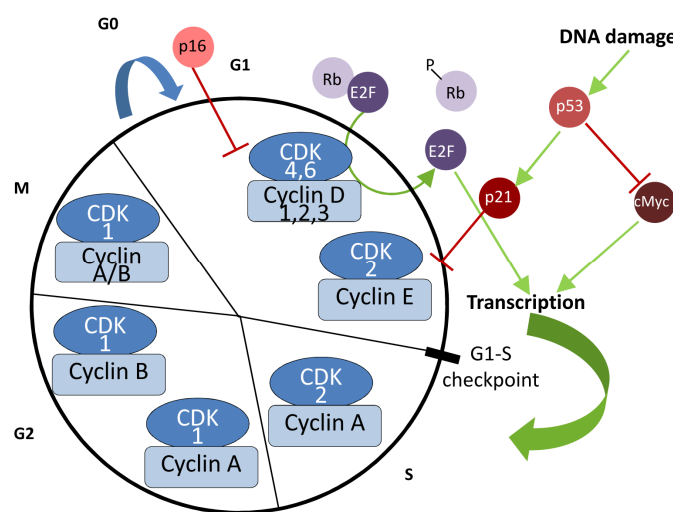 G0
p16
G1
DNA damage
Rb
E2F
P
Rb
p53
CDK
4,6
Cyclin D
1,2,3
E2F
p21
cMyc
M
CDK
1
Cyclin
A/B
CDK
2
Cyclin E
Transcription
CDK
1
Cyclin B
G1-S
checkpoint
CDK
2
Cyclin A
CDK
1
Cyclin A
G2
S